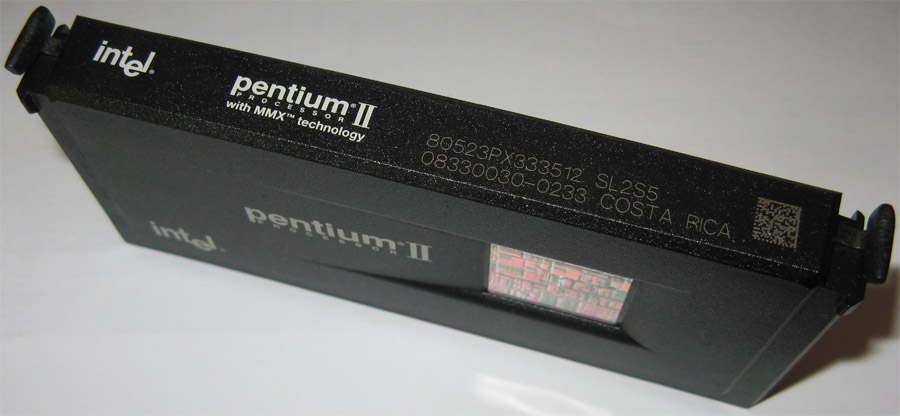 intel®
pentium® II
PROCESSOR
with MMX™ technology
80523PX333512 SL2S5
08330030-0233 COSTA RICA
intel®
pentium® II
PROCESSOR